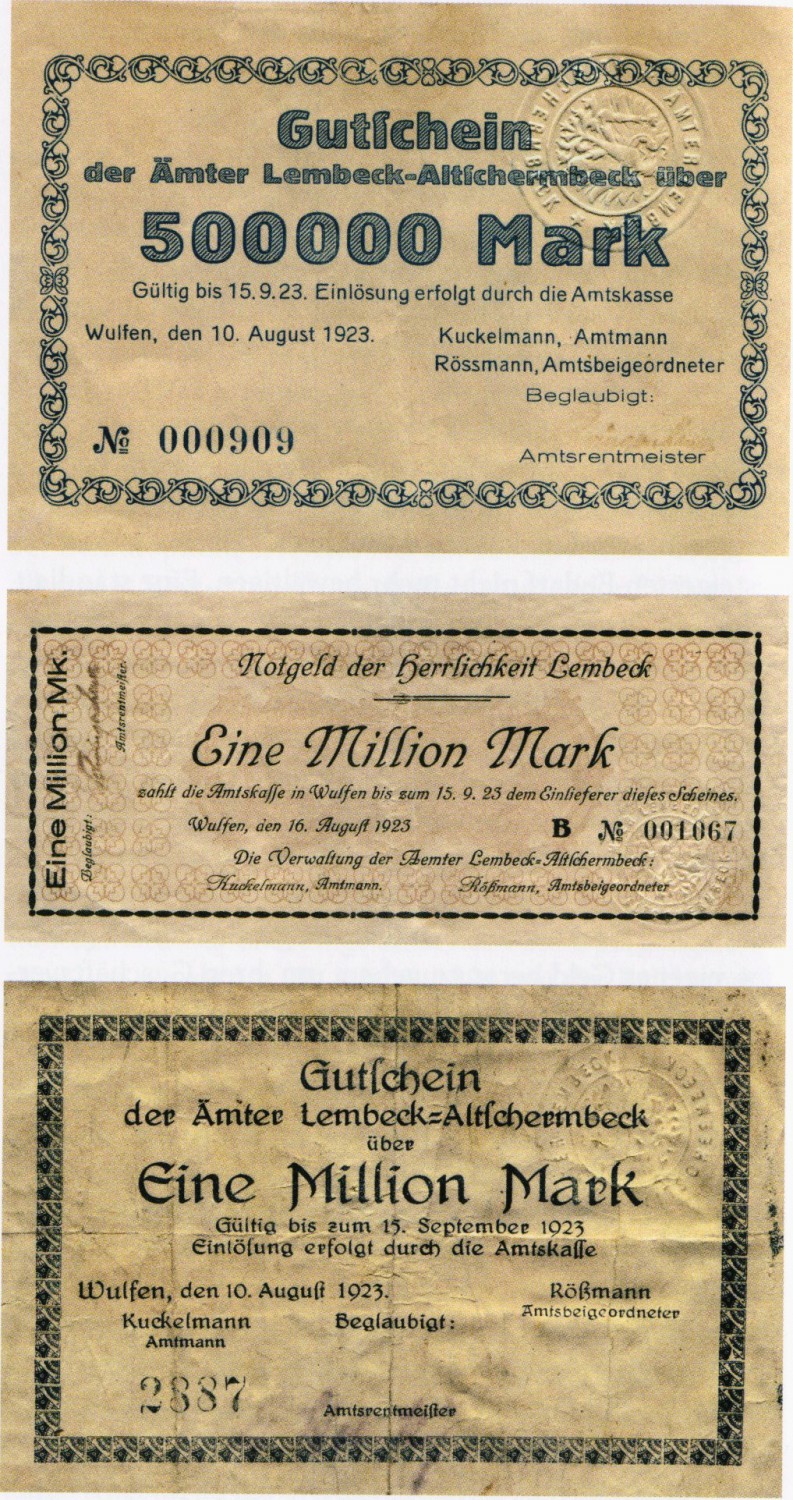 Gutſchein
der Ämter Lembeck-Altſchermbeck über
500000 Mark
Gültig bis 15.9.23. Einlösung erfolgt durch die Amtskasse
Wulfen, den 10. August 1923.
Kuckelmann, Amtmann
Rössmann, Amtsbeigeordneter
Beglaubigt:
№ 000909
Amtsrentmeister
Eine Million Mk.
Beglaubigt:
Amtsrentmeiſter.
Notgeld der Herrlichkeit Lembeck
Eine Million Mark
zahlt die Amtskaſſe in Wulfen bis zum 15. 9. 23 dem Einlieferer dieſes Scheines.
Wulfen, den 16. Auguſt 1923
B № 001067
Die Verwaltung der Aemter Lembeck=Altſchermbeck:
Kuckelmann, Amtmann.
Rößmann, Amtsbeigeordneter
Gutſchein
der Ämter Lembeck=Altſchermbeck
über
Eine Million Mark
Gültig bis zum 15. September 1923
Einlöſung erfolgt durch die Amtskaſſe
Wulfen, den 10. Auguſt 1923.
Rößmann
Amtsbeigeordneter
Kuckelmann
Amtmann
Beglaubigt:
2887
Amtsrentmeiſter